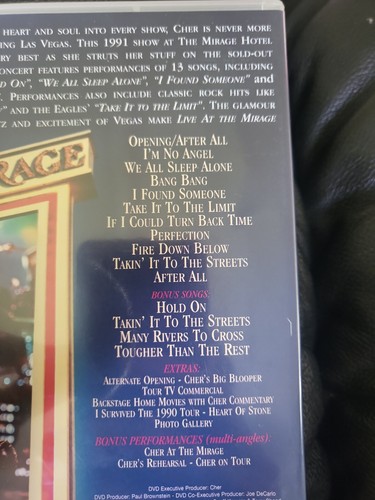 HEART AND SOUL INTO EVERY SHOW, CHER IS NEVER MORE
ING LAS VEGAS. THIS 1991 SHOW AT THE MIRAGE HOTEL
RY BEST AS SHE STRUTS HER STUFF ON THE SOLD-OUT
ONCERT FEATURES PERFORMANCES OF 13 SONGS, INCLUDING
D ON", "WE ALL SLEEP ALONE", "I FOUND SOMEONE" AND
. PERFORMANCES ALSO INCLUDE CLASSIC ROCK HITS LIKE
" AND THE EAGLES' "TAKE IT TO THE LIMIT". THE GLAMOUR
TZ AND EXCITEMENT OF VEGAS MAKE LIVE AT THE MIRAGE
RAGE
OPENING/AFTER ALL
I'M NO ANGEL
WE ALL SLEEP ALONE
BANG BANG
I FOUND SOMEONE
TAKE IT TO THE LIMIT
IF I COULD TURN BACK TIME
PERFECTION
FIRE DOWN BELOW
TAKIN' IT TO THE STREETS
AFTER ALL
BONUS SONGS:
HOLD ON
TAKIN' IT TO THE STREETS
MANY RIVERS TO CROSS
TOUGHER THAN THE REST
EXTRAS:
ALTERNATE OPENING - CHER'S BIG BLOOPER
TOUR TV COMMERCIAL
BACKSTAGE HOME MOVIES WITH CHER COMMENTARY
I SURVIVED THE 1990 TOUR - HEART OF STONE
PHOTO GALLERY
BONUS PERFORMANCES (multi-angles):
CHER AT THE MIRAGE
CHER'S REHEARSAL - CHER ON TOUR
DVD Executive Producer: Cher
DVD Producer: Paul Brownstein - DVD Co-Executive Producer: Joe DeCarlo